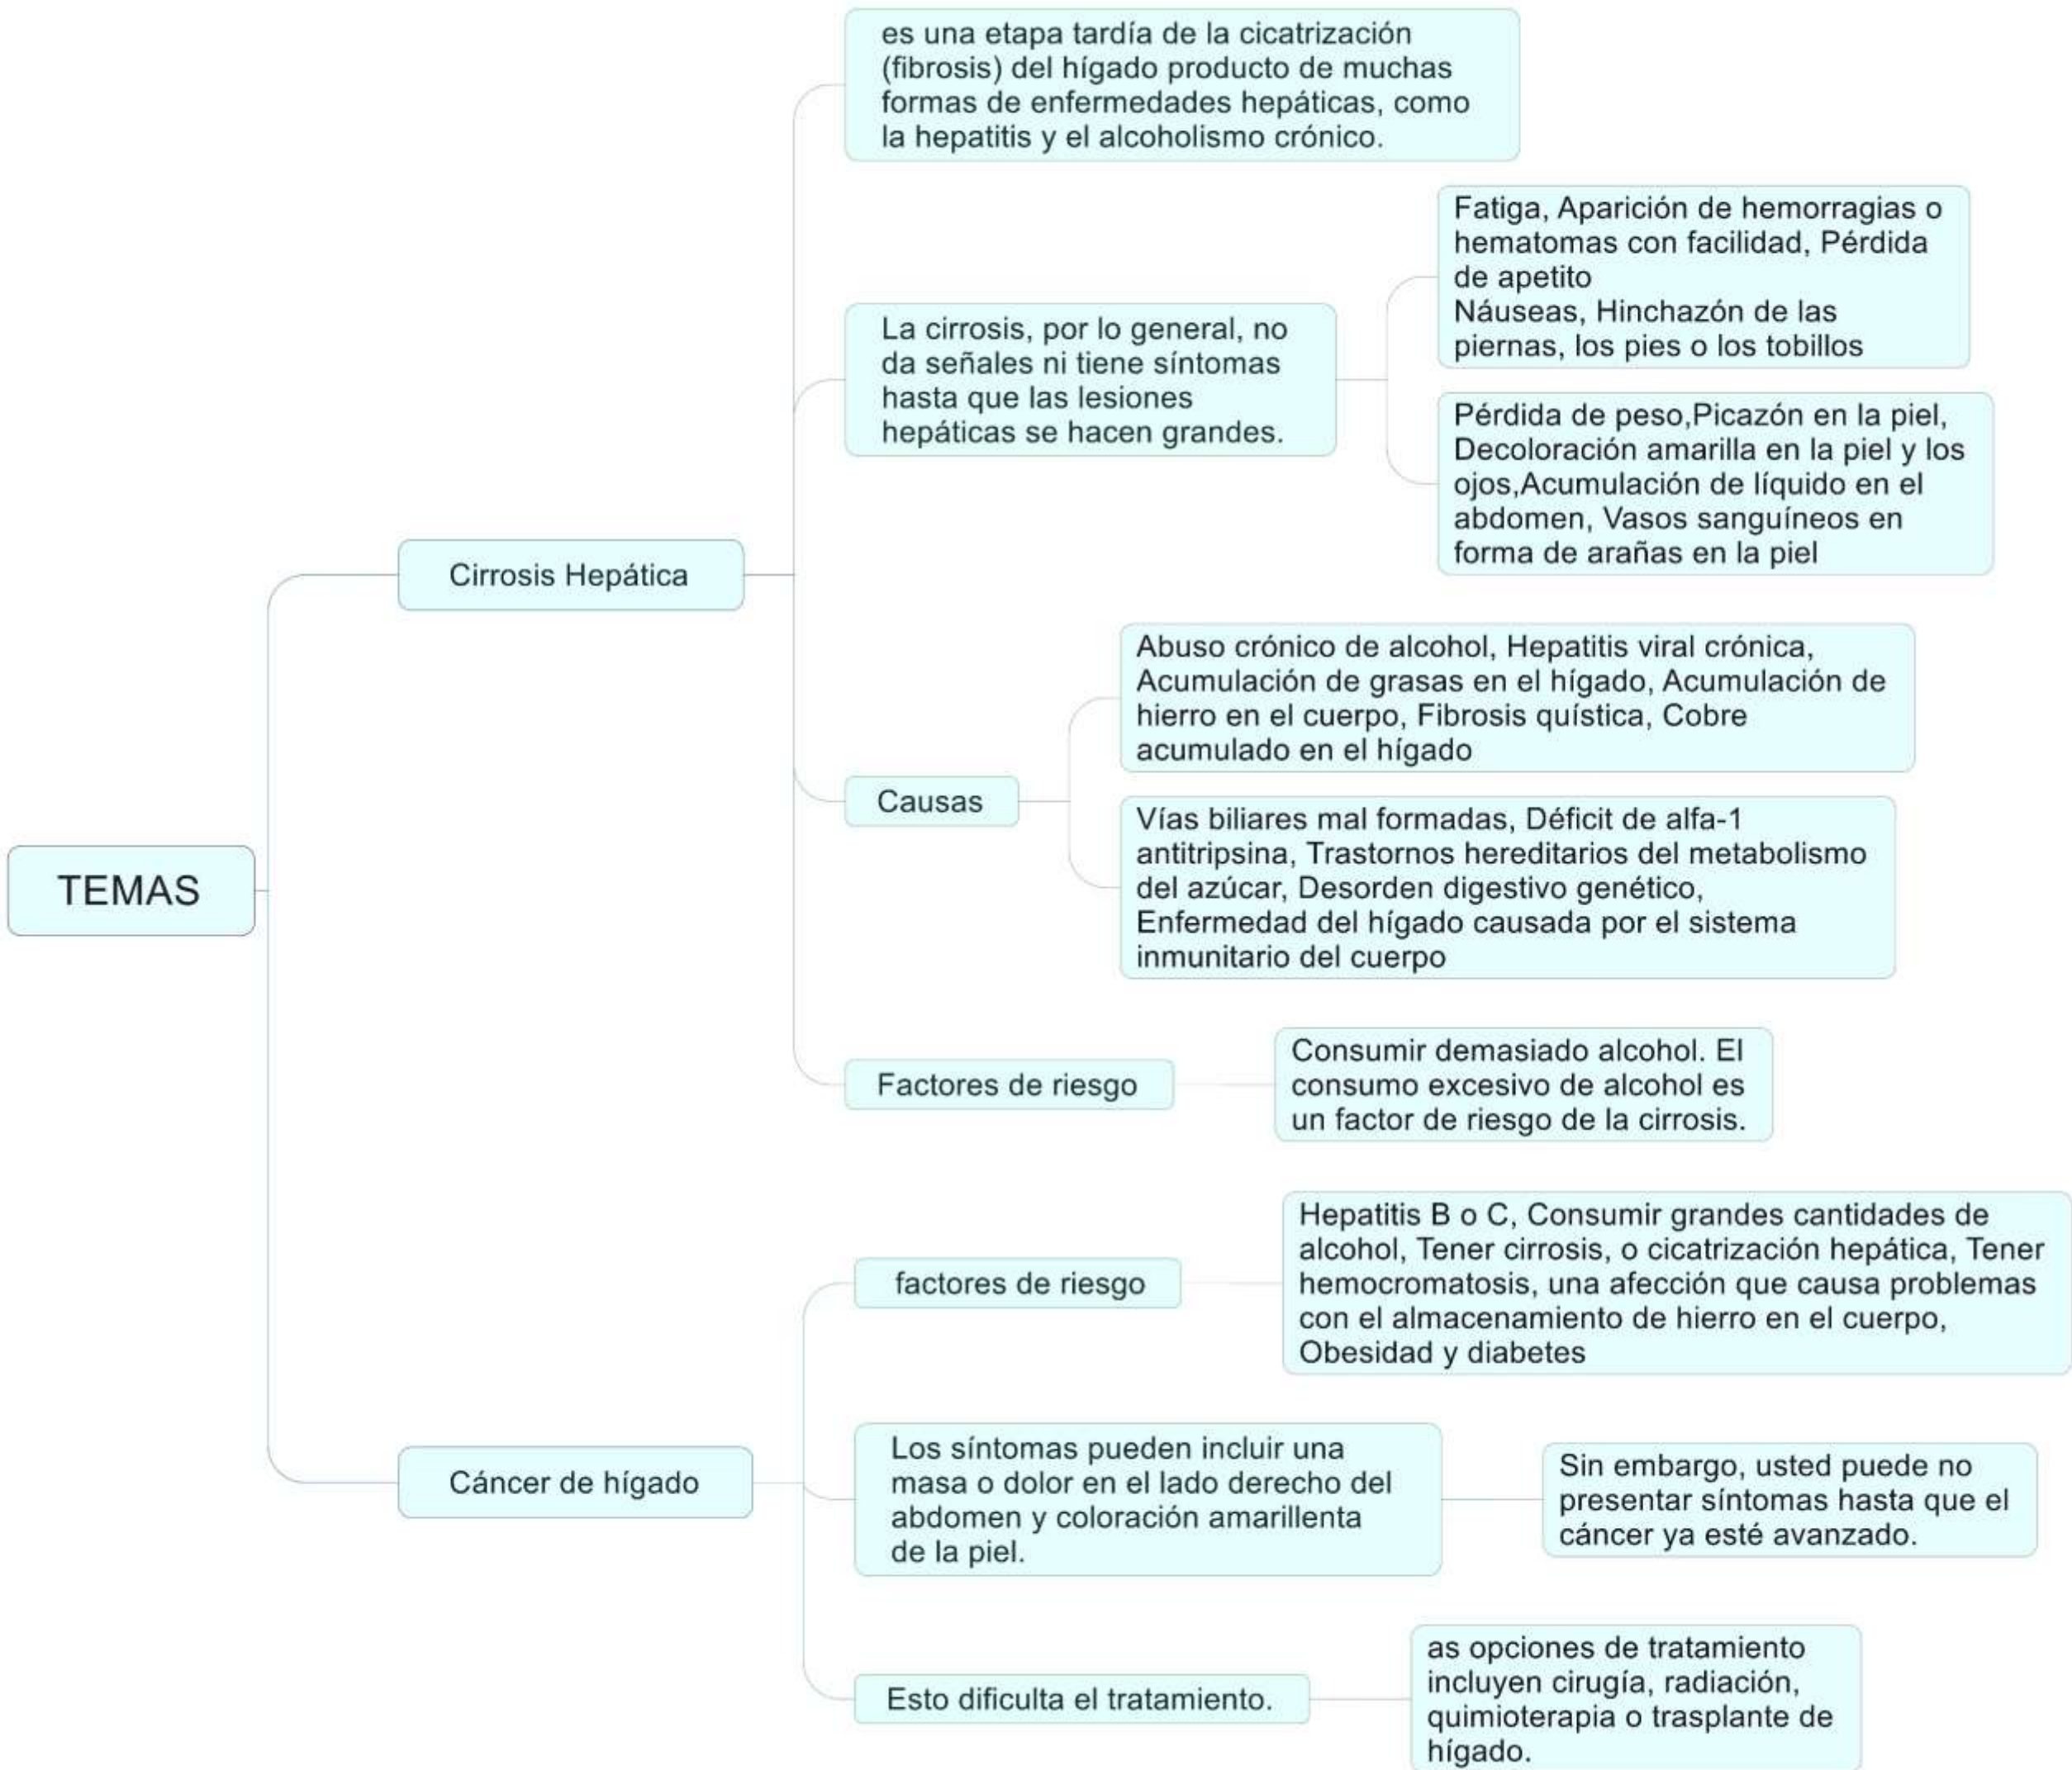 es una etapa tardía de la cicatrización
(fibrosis) del hígado producto de muchas
formas de enfermedades hepáticas, como
la hepatitis y el alcoholismo crónico.
Fatiga, Aparición de hemorragias o
hematomas con facilidad, Pérdida
de apetito
Náuseas, Hinchazón de las
piernas, los pies o los tobillos
La cirrosis, por lo general, no
da señales ni tiene síntomas
hasta que las lesiones
hepáticas se hacen grandes.
Pérdida de peso,Picazón en la piel,
Decoloración amarilla en la piel y los
ojos,Acumulación de líquido en el
abdomen, Vasos sanguíneos en
forma de arañas en la piel
Cirrosis Hepática
Abuso crónico de alcohol, Hepatitis viral crónica,
Acumulación de grasas en el hígado, Acumulación de
hierro en el cuerpo, Fibrosis quística, Cobre
acumulado en el hígado
Causas
Vías biliares mal formadas, Déficit de alfa-1
antitripsina, Trastornos hereditarios del metabolismo
del azúcar, Desorden digestivo genético,
Enfermedad del hígado causada por el sistema
inmunitario del cuerpo
TEMAS
Factores de riesgo
Consumir demasiado alcohol. El
consumo excesivo de alcohol es
un factor de riesgo de la cirrosis.
factores de riesgo
Hepatitis B o C, Consumir grandes cantidades de
alcohol, Tener cirrosis, o cicatrización hepática, Tener
hemocromatosis, una afección que causa problemas
con el almacenamiento de hierro en el cuerpo,
Obesidad y diabetes
Cáncer de hígado
Los síntomas pueden incluir una
masa o dolor en el lado derecho del
abdomen y coloración amarillenta
de la piel.
Sin embargo, usted puede no
presentar síntomas hasta que el
cáncer ya esté avanzado.
Esto dificulta el tratamiento.
as opciones de tratamiento
incluyen cirugía, radiación,
quimioterapia o trasplante de
hígado.